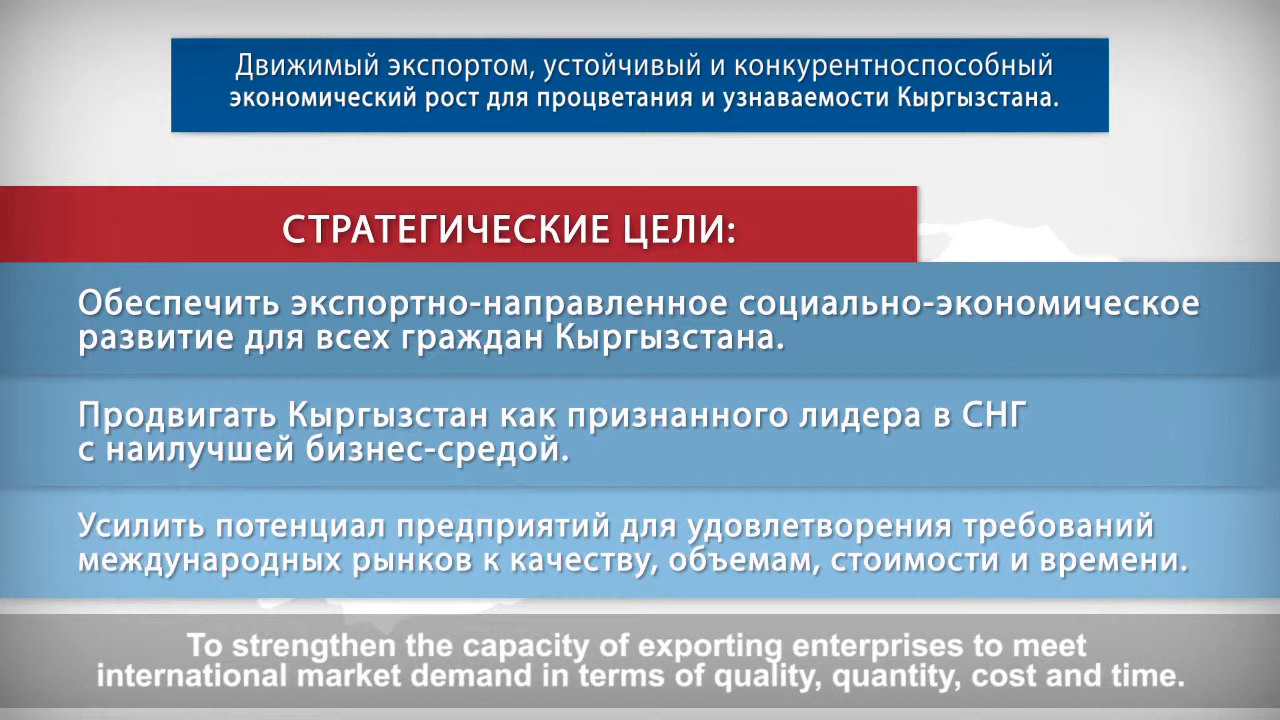 Движимый экспортом, устойчивый и конкурентноспособный
экономический рост для процветания и узнаваемости Кыргызстана.
СТРАТЕГИЧЕСКИЕ ЦЕЛИ:
Обеспечить экспортно-направленное социально-экономическое
развитие для всех граждан Кыргызстана.
Продвигать Кыргызстан как признанного лидера в СНГ
с наилучшей бизнес-средой.
Усилить потенциал предприятий для удовлетворения требований
международных рынков к качеству, объемам, стоимости и времени.
To strengthen the capacity of exporting enterprises to meet
international market demand in terms of quality, quantity, cost and time.